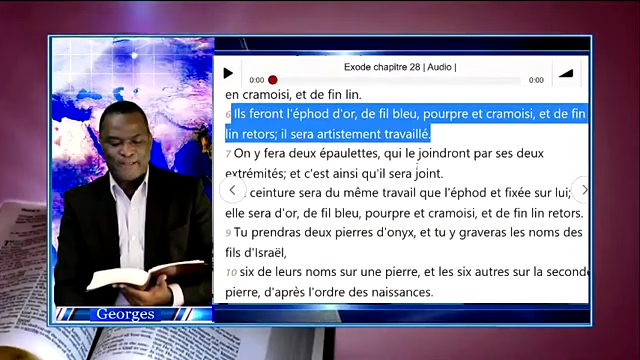 Exode chapitre 28 | Audio |
0:00
0:00
en cramoisi, et de fin lin.
6 Ils feront l'éphod d'or, de fil bleu, pourpre et cramoisi, et de fin
lin retors; il sera artistement travaillé.
7 On y fera deux épaulettes, qui le joindront par ses deux
extrémités; et c'est ainsi qu'il sera joint.
ceinture sera du même travail que l'éphod et fixée sur lui;
elle sera d'or, de fil bleu, pourpre et cramoisi, et de fin lin retors.
9 Tu prendras deux pierres d'onyx, et tu y graveras les noms des
fils d'Israël,
10 six de leurs noms sur une pierre, et les six autres sur la seconde
pierre, d'après l'ordre des naissances.
Georges